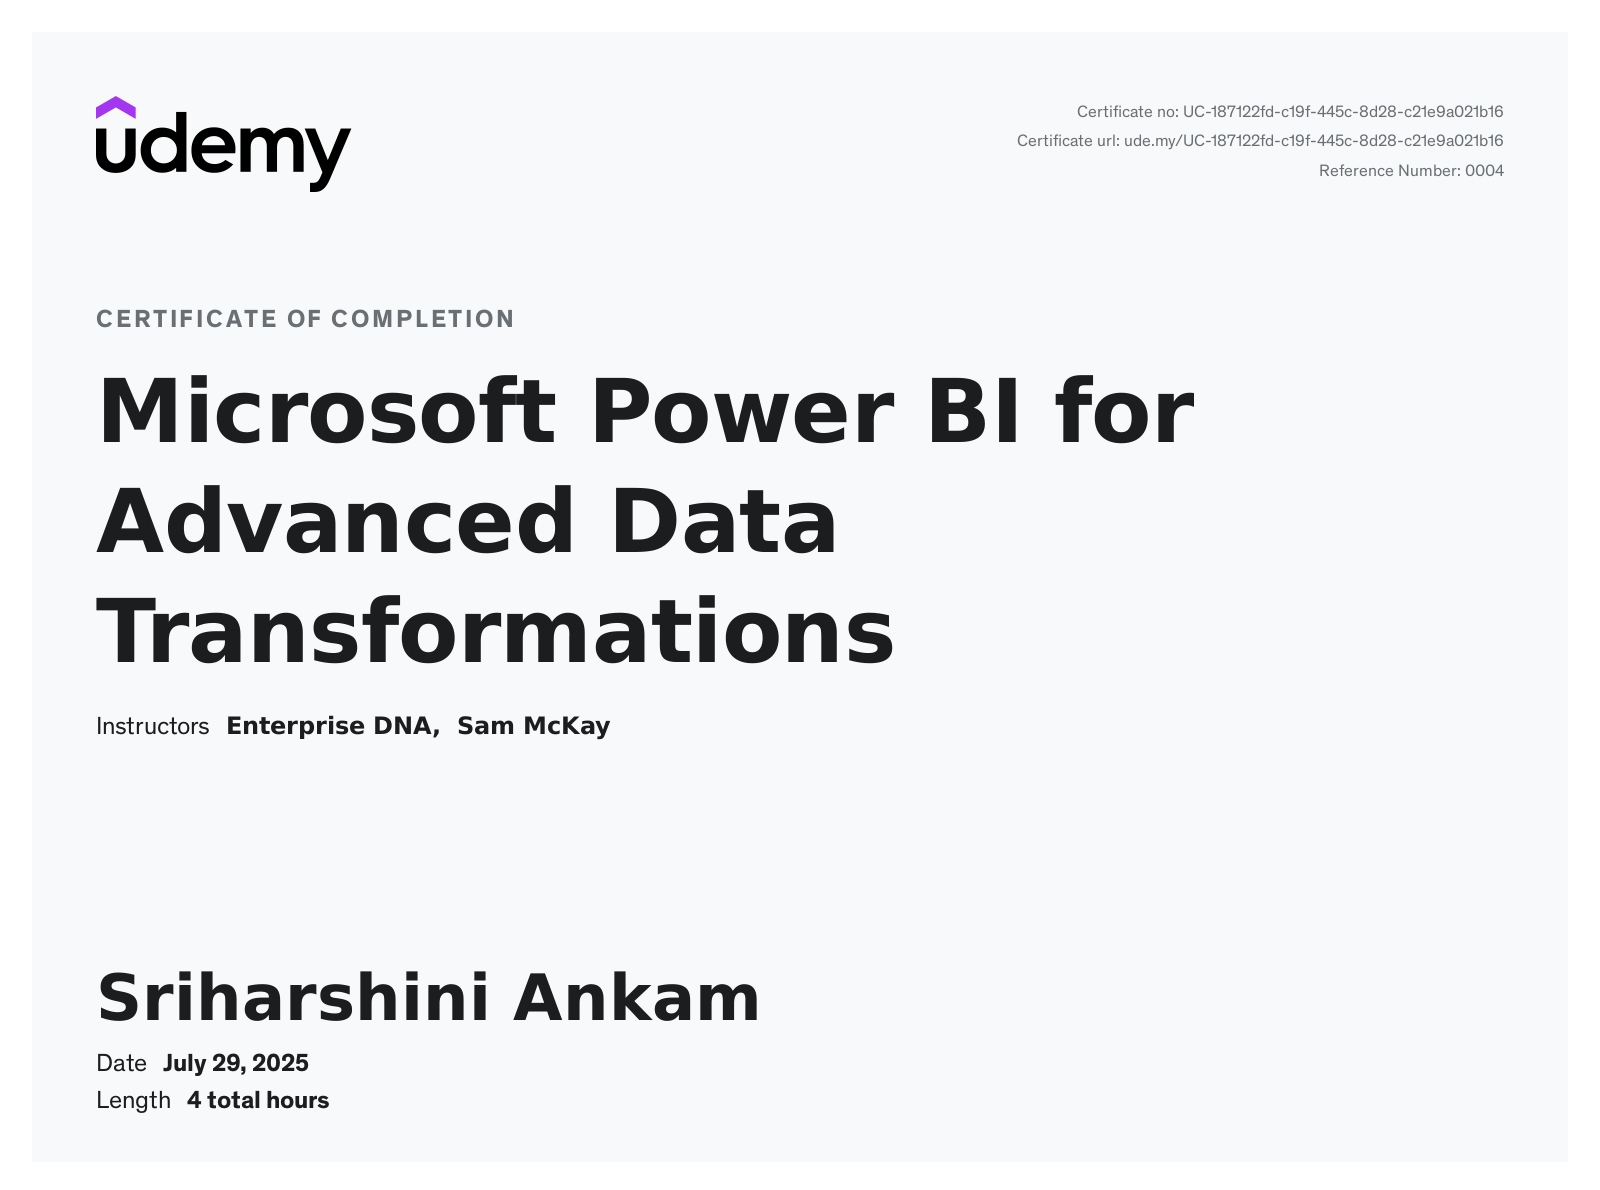 udemy
Certificate no: UC-187122fd-c19f-445c-8d28-c21e9a021b16
Certificate url: ude.my/UC-187122fd-c19f-445c-8d28-c21e9a021b16
Reference Number: 0004
CERTIFICATE OF COMPLETION
Microsoft Power BI for
Advanced Data
Transformations
Instructors Enterprise DNA, Sam McKay
Sriharshini Ankam
Date July 29, 2025
Length 4 total hours